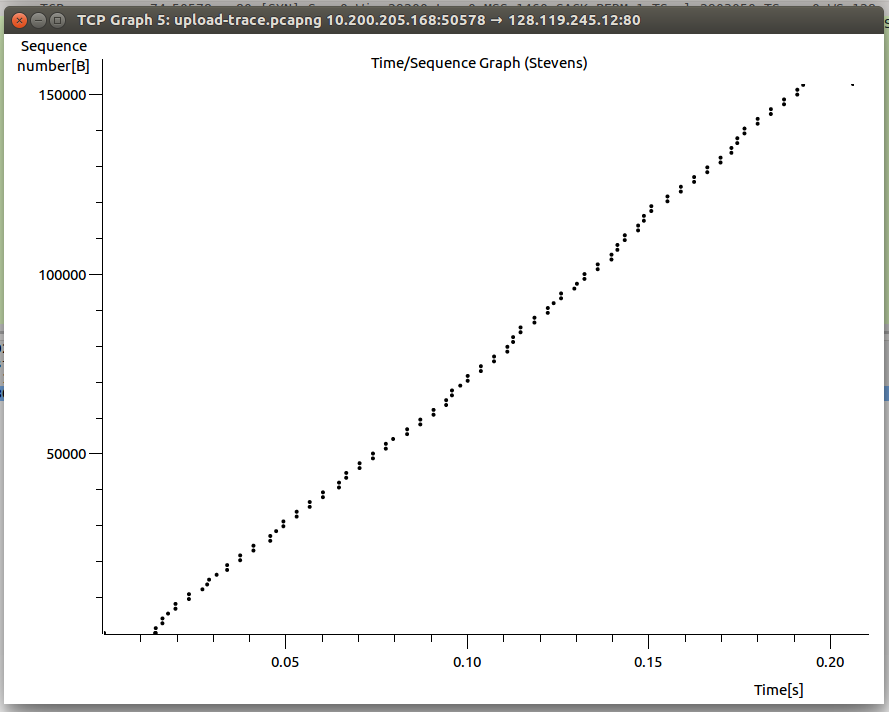 TCP Graph 5: upload-trace.pcapng 10.200.205.168:50578 → 128.119.245.12:80
Sequence
number[B]
Time/Sequence Graph (Stevens)
150000
100000
50000
0.05 0.10 0.15 0.20
Time[s]